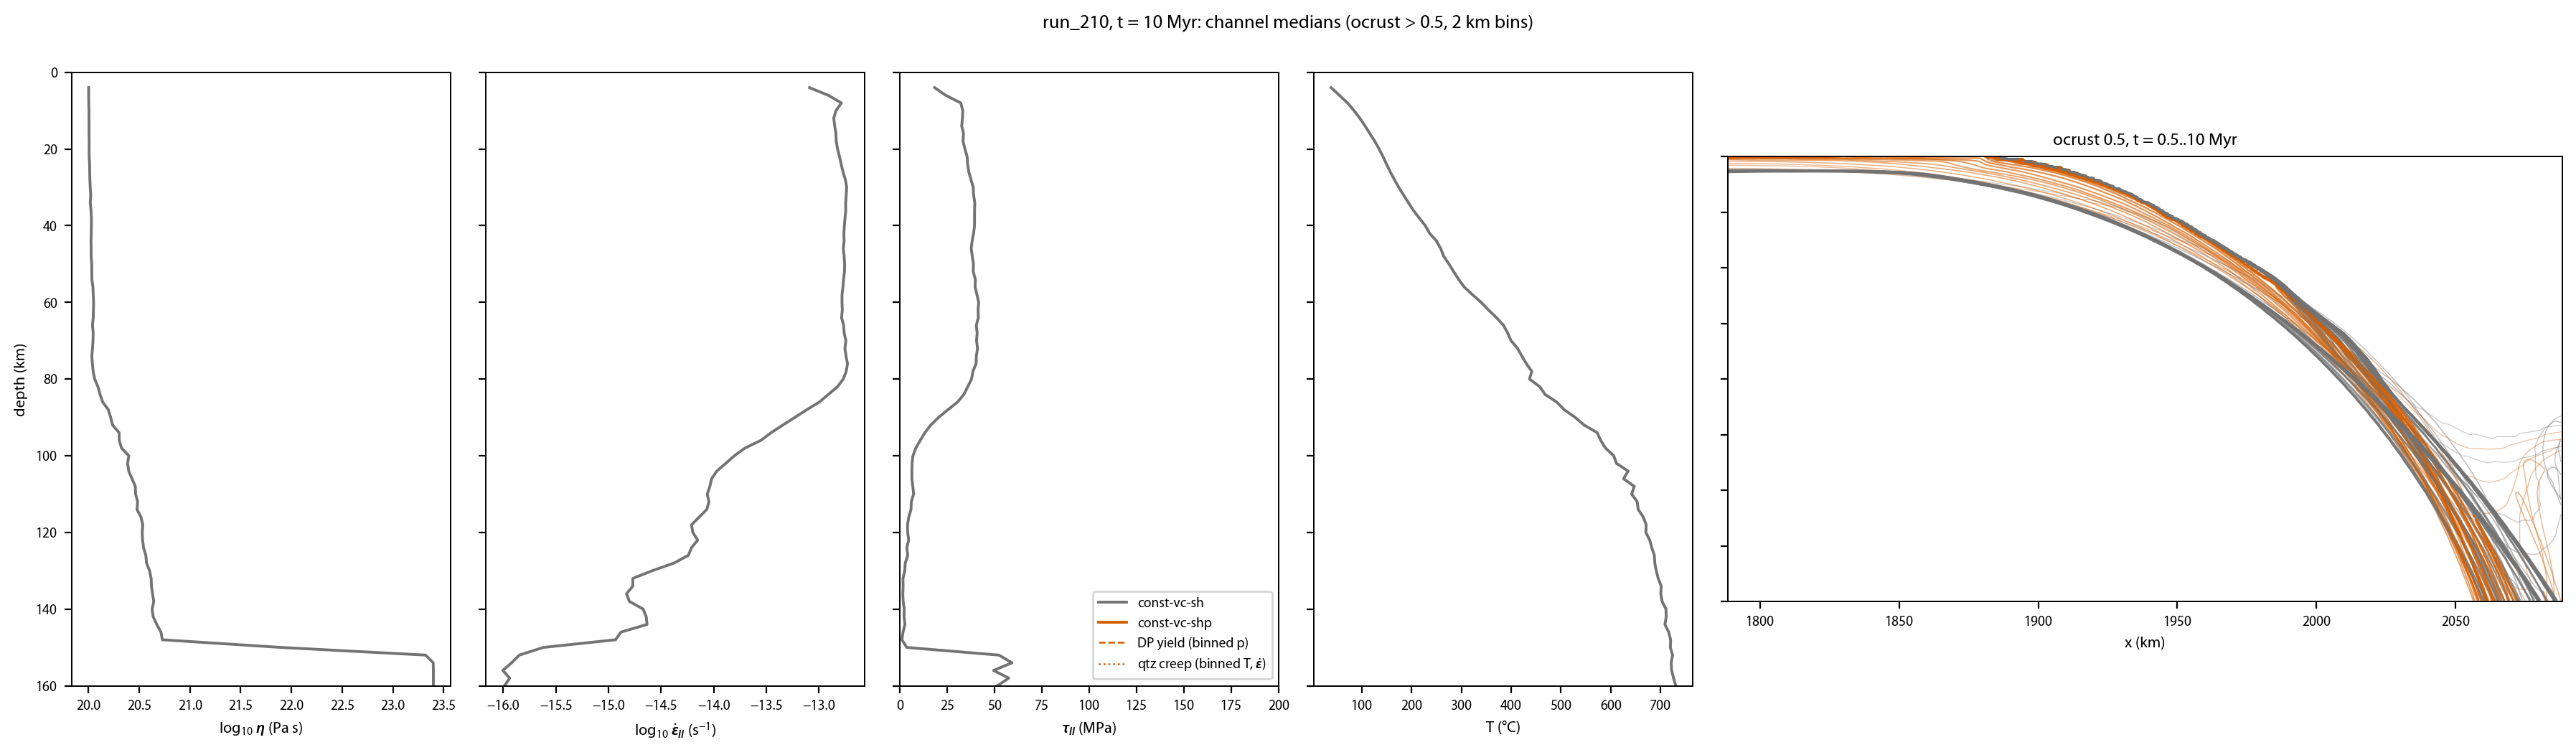 run_210, t = 10 Myr: channel medians (ocrust > 0.5, 2 km bins)
depth (km)
0
20
40
60
80
100
120
140
160
20.0 20.5 21.0 21.5 22.0 22.5 23.0 23.5
log₁₀ η (Pa s)
−16.0 −15.5 −15.0 −14.5 −14.0 −13.5 −13.0
log₁₀ ε̇_II (s⁻¹)
const-vc-sh
const-vc-shp
DP yield (binned p)
qtz creep (binned T, ε̇)
0 25 50 75 100 125 150 175 200
τ_II (MPa)
100 200 300 400 500 600 700
T (°C)
ocrust 0.5, t = 0.5..10 Myr
1800 1850 1900 1950 2000 2050
x (km)